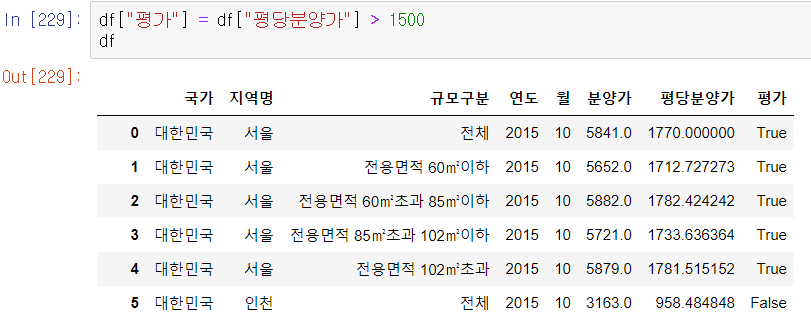 In [229]: df["평가"] = df["평당분양가"] > 1500
df
Out[229]:
국가 지역명 규모구분 연도 월 분양가 평당분양가 평가
0 대한민국 서울 전체 2015 10 5841.0 1770.000000 True
1 대한민국 서울 전용면적 60㎡이하 2015 10 5652.0 1712.727273 True
2 대한민국 서울 전용면적 60㎡초과 85㎡이하 2015 10 5882.0 1782.424242 True
3 대한민국 서울 전용면적 85㎡초과 102㎡이하 2015 10 5721.0 1733.636364 True
4 대한민국 서울 전용면적 102㎡초과 2015 10 5879.0 1781.515152 True
5 대한민국 인천 전체 2015 10 3163.0 958.484848 False